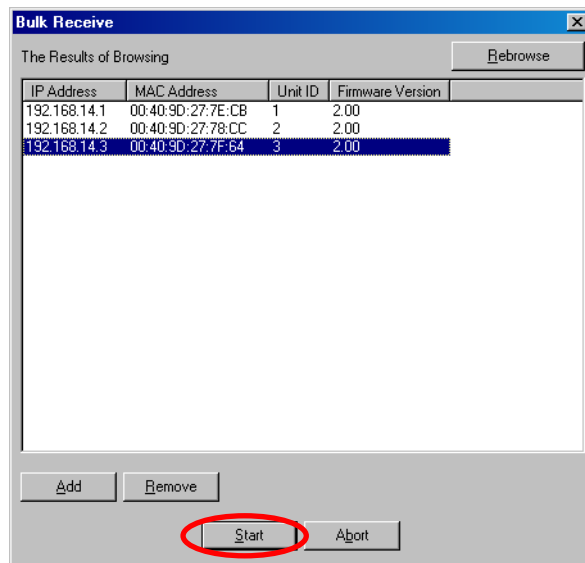 Bulk Receive
The Results of Browsing
Rebrowse
IP Address MAC Address Unit ID Firmware Version
192.168.14.1 00:40:9D:27:7E:CB 1 2.00
192.168.14.2 00:40:9D:27:78:CC 2 2.00
192.168.14.3 00:40:9D:27:7F:64 3 2.00
Add Remove
Start Abort